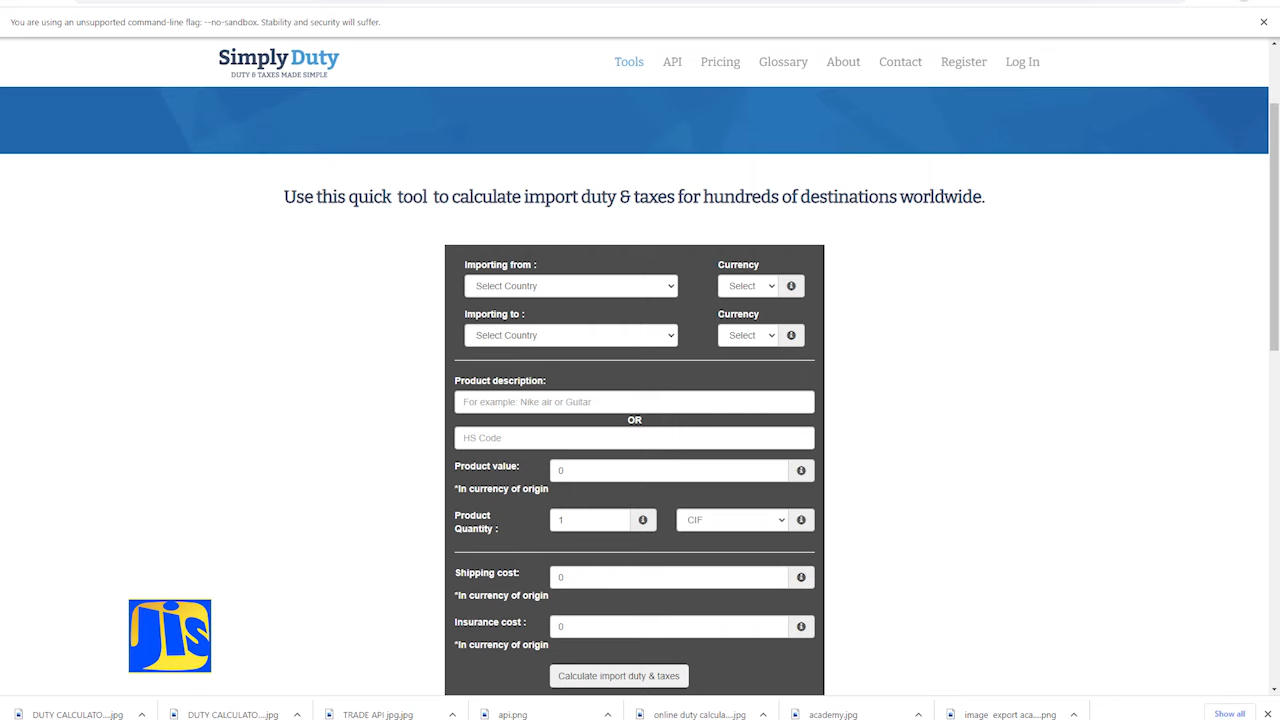 You are using an unsupported command-line flag: --no-sandbox. Stability and security will suffer.
SimplyDuty
DUTY & TAXES MADE SIMPLE
Tools API Pricing Glossary About Contact Register Log In
Use this quick tool to calculate import duty & taxes for hundreds of destinations worldwide.
Importing from : Currency
Select Country Select
Importing to : Currency
Select Country Select
Product description:
For example: Nike air or Guitar
OR
HS Code
Product value: 0
*In currency of origin
Product
Quantity : 1 CIF
Shipping cost: 0
*In currency of origin
Insurance cost : 0
*In currency of origin
Calculate import duty & taxes
Jis
DUTY CALCULATO....jpg DUTY CALCULATO....jpg TRADE API jpg.jpg api.png online duty calcula....jpg academy.jpg image export aca....png Show all